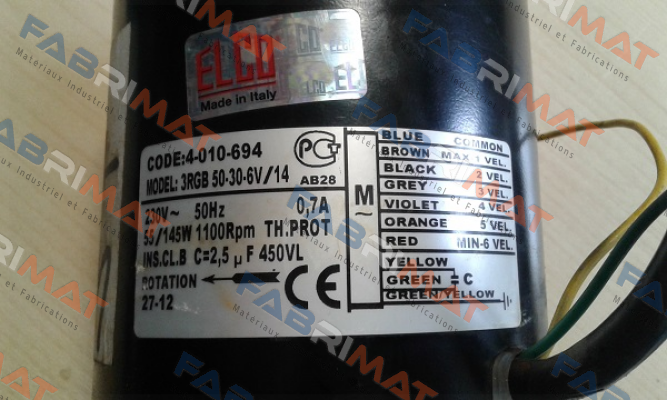 ELCO
Made in Italy
CODE:4-010-694
MODEL: 3RGB 50-30-6V/14
PCT
AB28
230V~ 50Hz 0,7A
95/145W 1100Rpm TH.PROT
INS.CL.B C=2,5 µF 450VL
ROTATION
27-12
CE
M
~
BLUE COMMON
BROWN MAX 1 VEL.
BLACK 2 VEL.
GREY 3 VEL.
VIOLET 4 VEL.
ORANGE 5 VEL.
RED MIN-6 VEL.
YELLOW
GREEN = C
GREEN/YELLOW
FABRIMAT
Materiaux Industriel et Fabrications